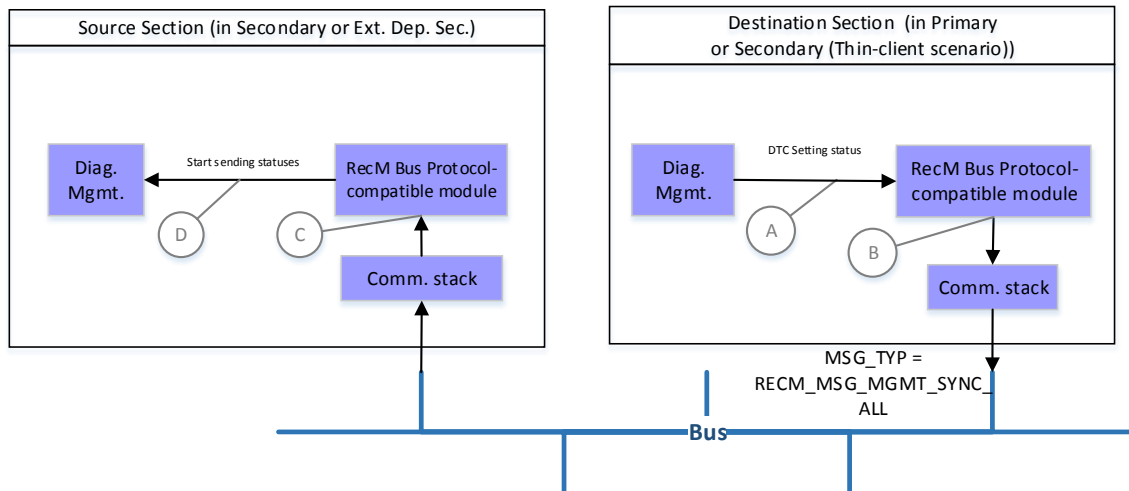 Source Section (in Secondary or Ext. Dep. Sec.)
Diag.
Mgmt.
Start sending statuses
RecM Bus Protocol-
compatible module
D
C
Comm. stack
Destination Section  (in Primary
or Secondary (Thin-client scenario))
Diag.
Mgmt.
DTC Setting status
RecM Bus Protocol-
compatible module
A
B
Comm. stack
MSG_TYP =
RECM_MSG_MGMT_SYNC_
ALL
Bus